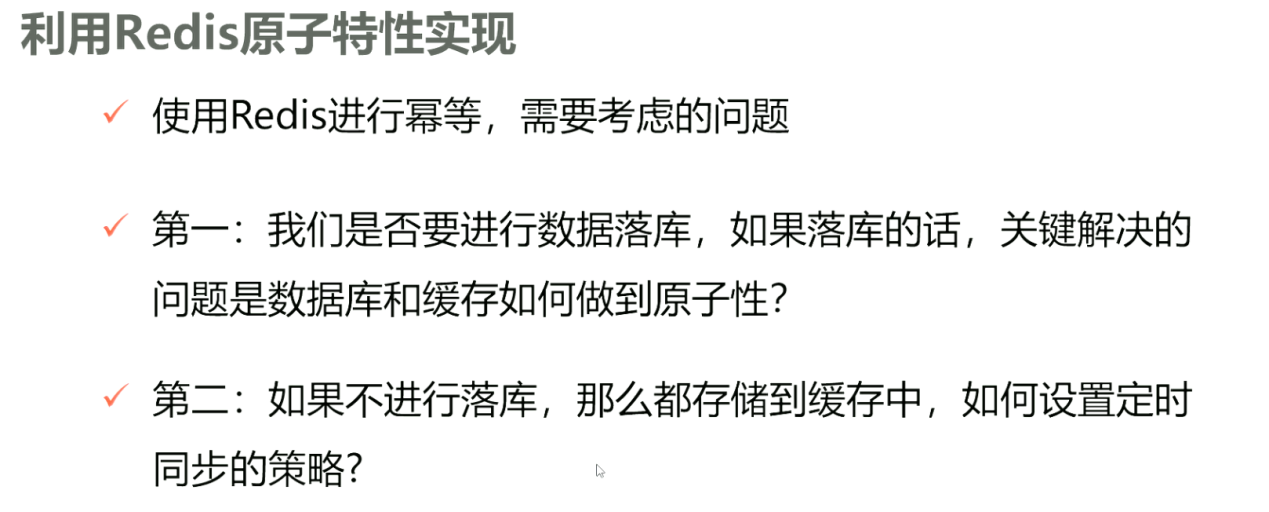 利用Redis原子特性实现
使用Redis进行幂等，需要考虑的问题
第一：我们是否要进行数据落库，如果落库的话，关键解决的
问题是数据库和缓存如何做到原子性？
第二：如果不进行落库，那么都存储到缓存中，如何设置定时
同步的策略?